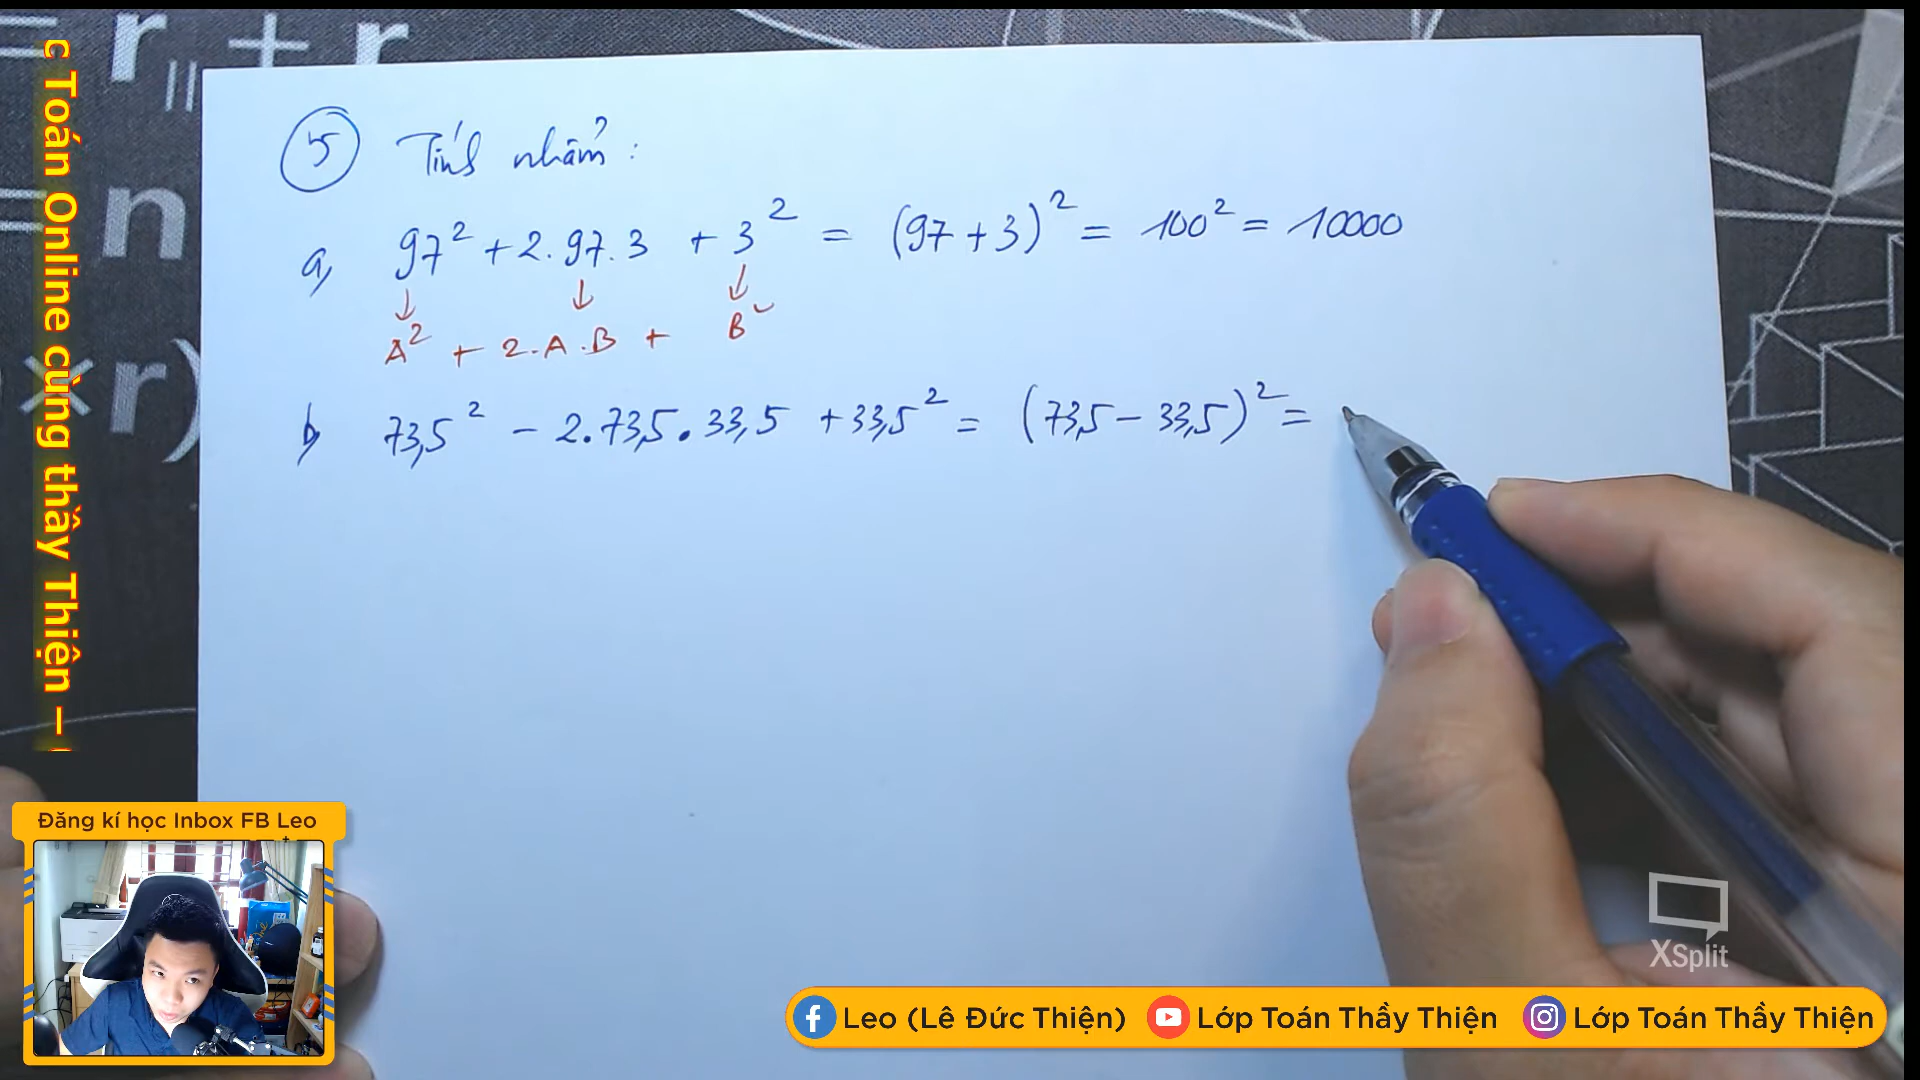 = r|| + r
= n
× r)
c Toán Online cùng thầy Thiện –
5 Tính nhẩm:
a, 97² + 2.97.3 + 3² = (97 + 3)² = 100² = 10000
↓ ↓ ↓
A² + 2.A.B + B²
b, 73,5² - 2.73,5.33,5 + 33,5² = (73,5 - 33,5)² =
Đăng kí học Inbox FB Leo
XSplit
Leo (Lê Đức Thiện) Lớp Toán Thầy Thiện Lớp Toán Thầy Thiện